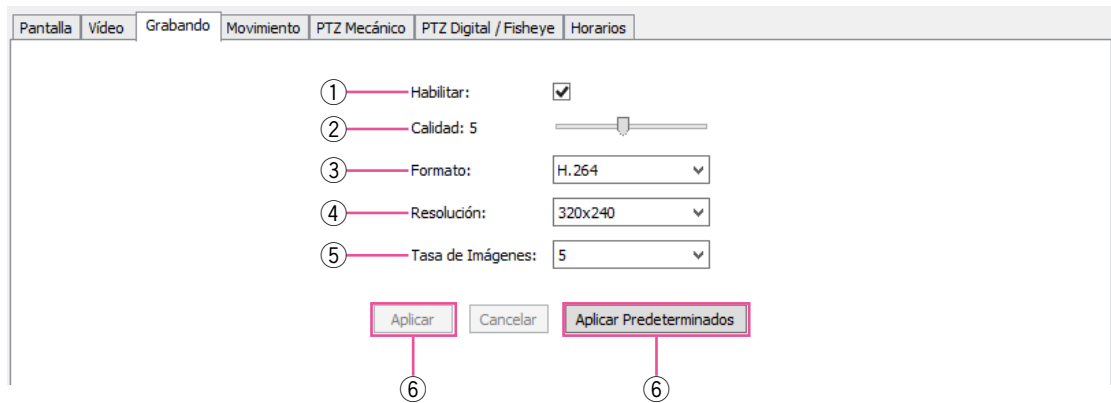 Pantalla Vídeo Grabando Movimiento PTZ Mecánico PTZ Digital / Fisheye Horarios
① Habilitar:
② Calidad: 5
③ Formato: H.264
④ Resolución: 320x240
⑤ Tasa de Imágenes: 5
Aplicar Cancelar Aplicar Predeterminados
⑥ ⑥